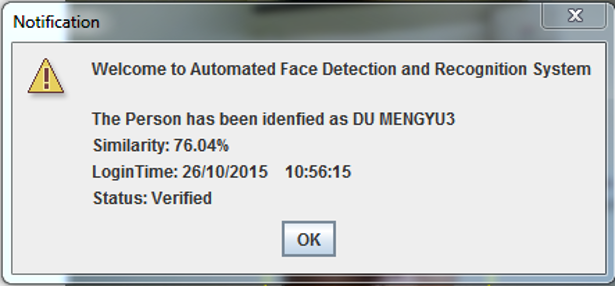 Notification
Welcome to Automated Face Detection and Recognition System
The Person has been idenfied as DU MENGYU3
Similarity: 76.04%
LoginTime: 26/10/2015 10:56:15
Status: Verified
OK